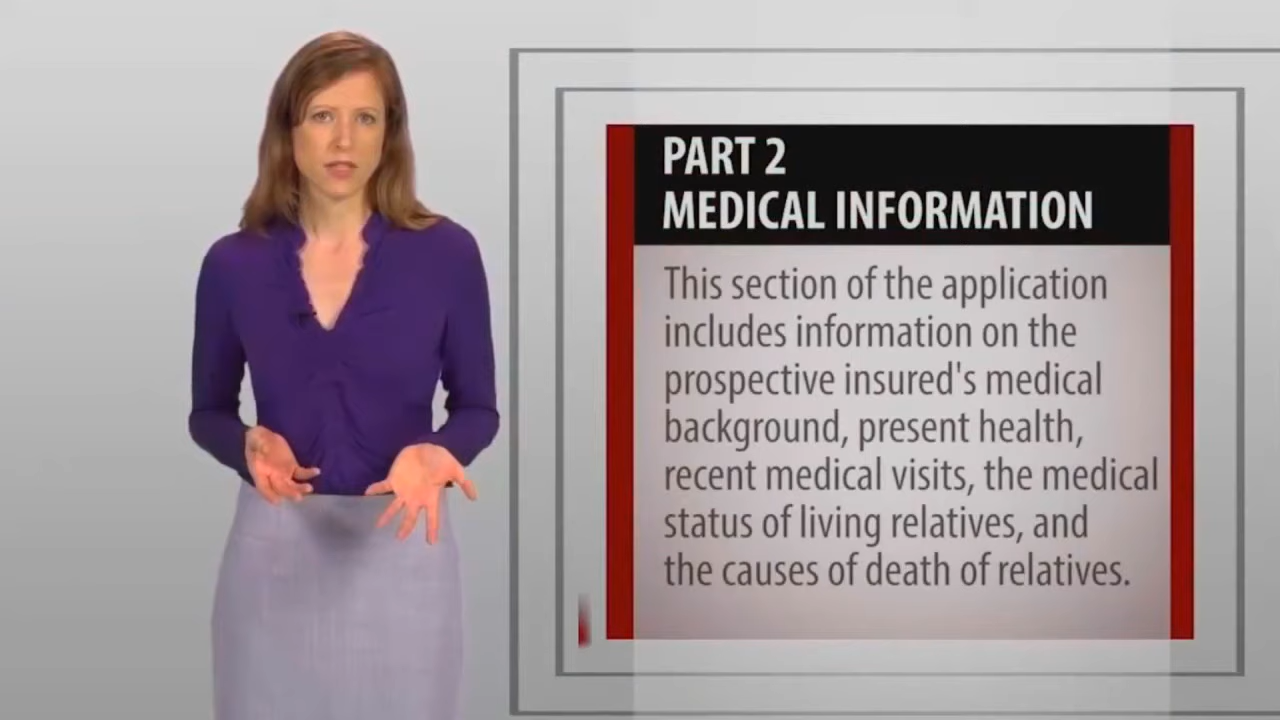 PART 2
MEDICAL INFORMATION
This section of the application
includes information on the
prospective insured's medical
background, present health,
recent medical visits, the medical
status of living relatives, and
the causes of death of relatives.